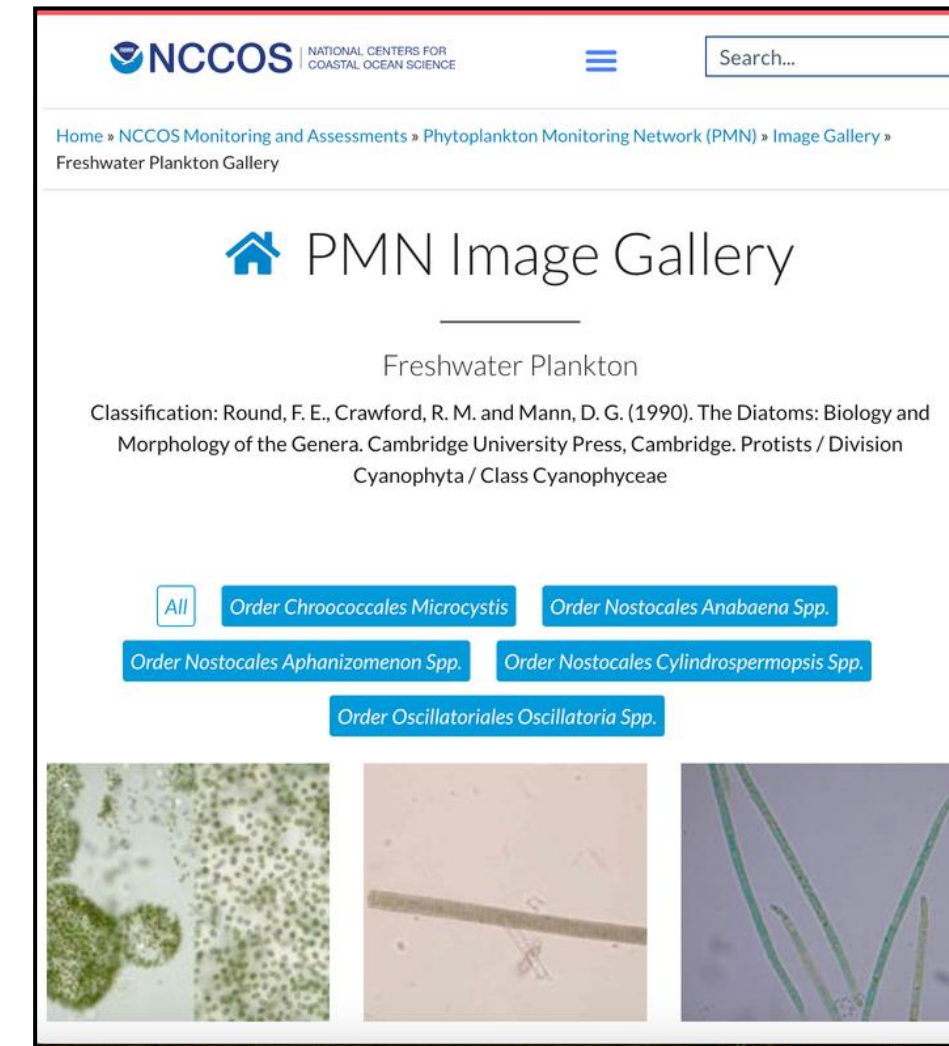 NCCOS
NATIONAL CENTERS FOR
COASTAL OCEAN SCIENCE
Search...
Home » NCCOS Monitoring and Assessments » Phytoplankton Monitoring Network (PMN) » Image Gallery »
Freshwater Plankton Gallery
PMN Image Gallery
Freshwater Plankton
Classification: Round, F. E., Crawford, R. M. and Mann, D. G. (1990). The Diatoms: Biology and
Morphology of the Genera. Cambridge University Press, Cambridge. Protists / Division
Cyanophyta / Class Cyanophyceae
All
Order Chroococcales Microcystis
Order Nostocales Anabaena Spp.
Order Nostocales Aphanizomenon Spp.
Order Nostocales Cylindrospermopsis Spp.
Order Oscillatoriales Oscillatoria Spp.